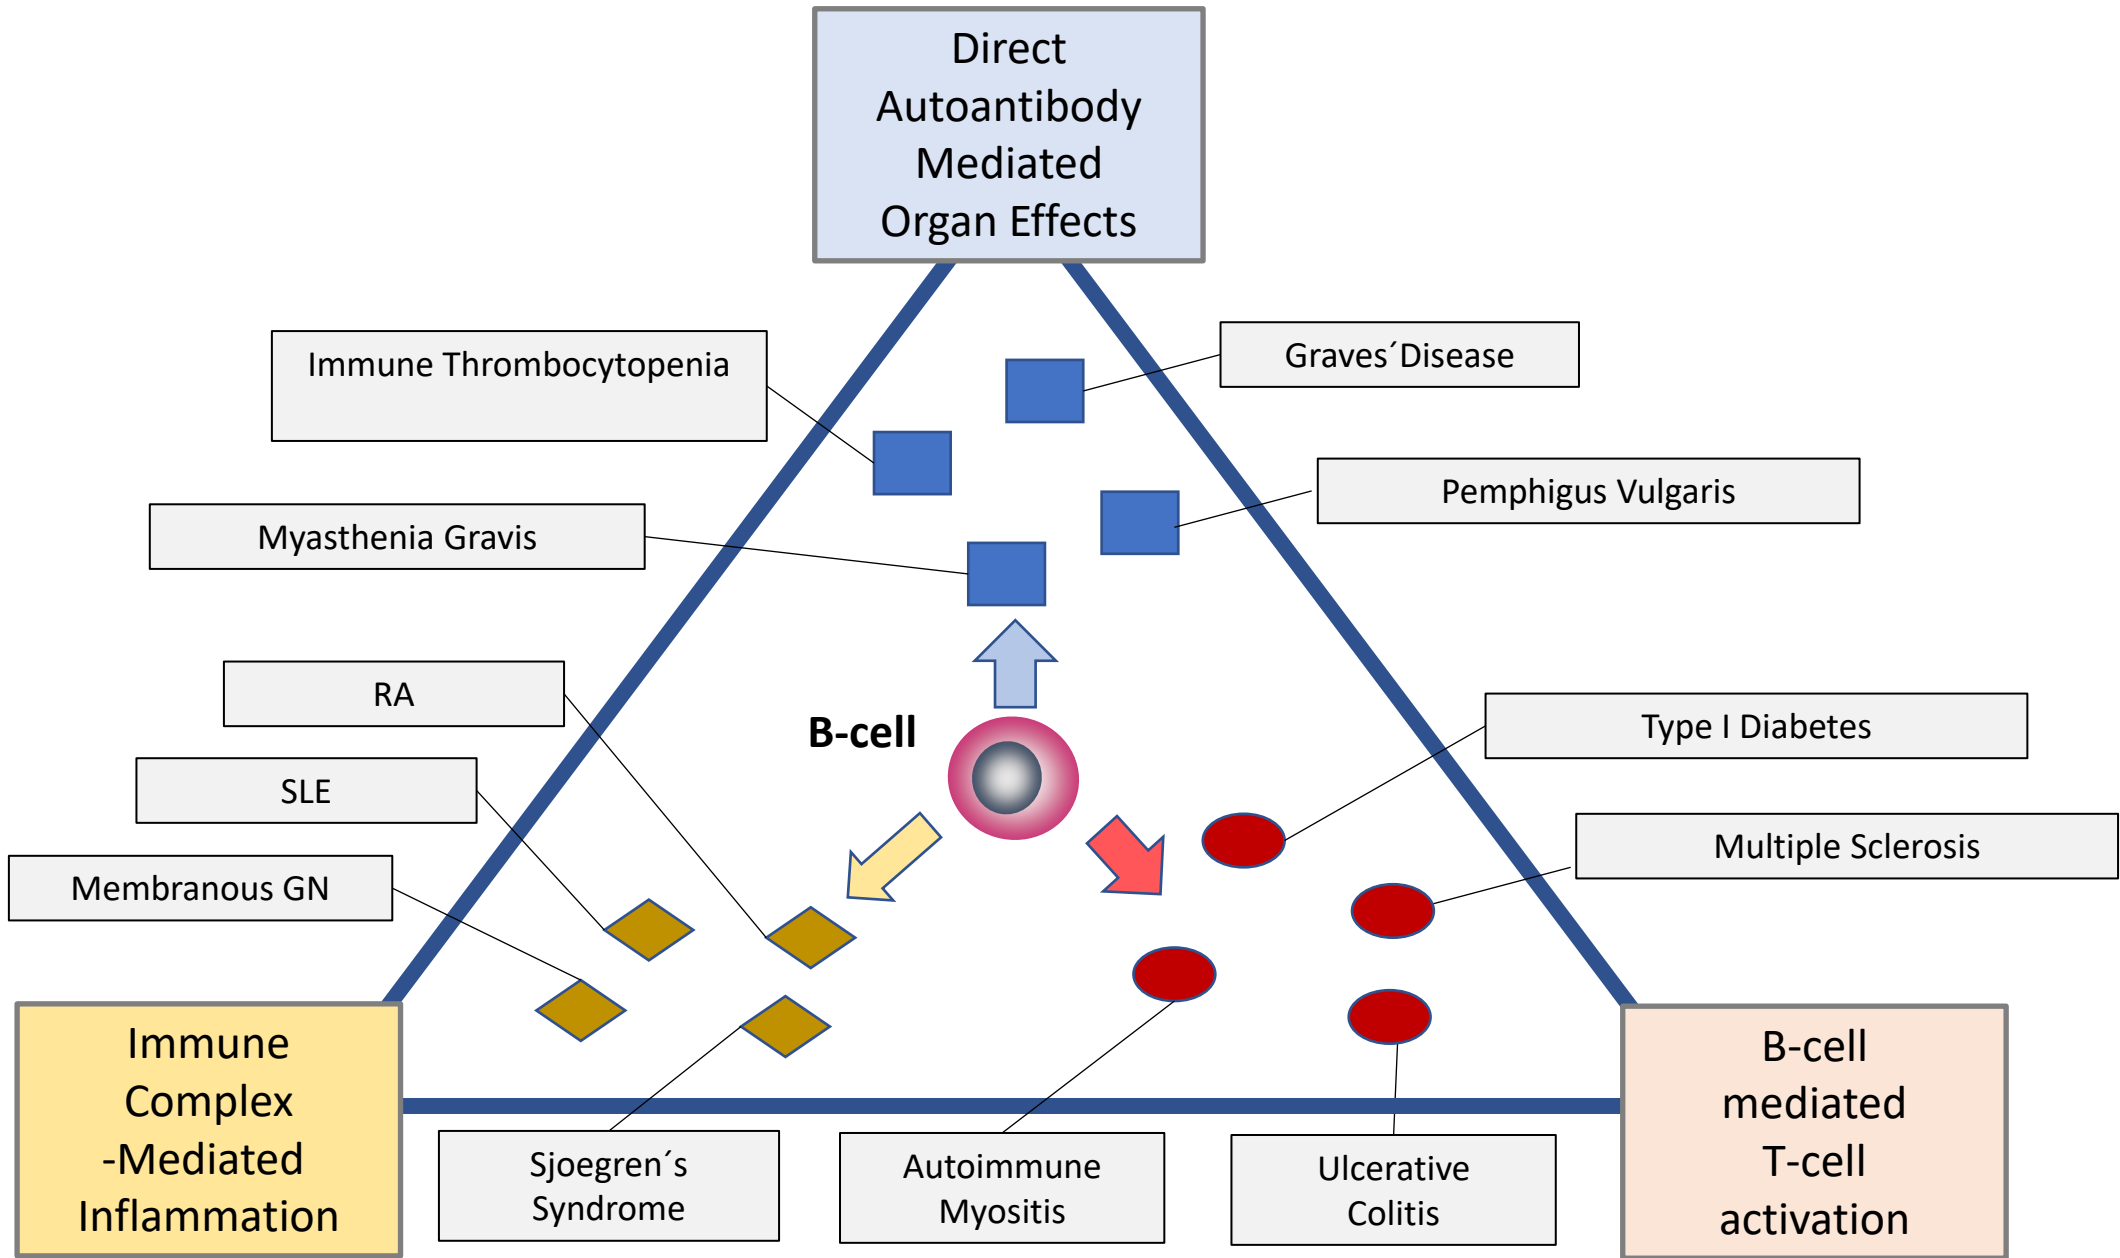 Direct
Autoantibody
Mediated
Organ Effects
Immune Thrombocytopenia
Graves´Disease
Pemphigus Vulgaris
Myasthenia Gravis
RA
B-cell
Type I Diabetes
SLE
Multiple Sclerosis
Membranous GN
Immune
Complex
-Mediated
Inflammation
Sjoegren´s
Syndrome
Autoimmune
Myositis
Ulcerative
Colitis
B-cell
mediated
T-cell
activation